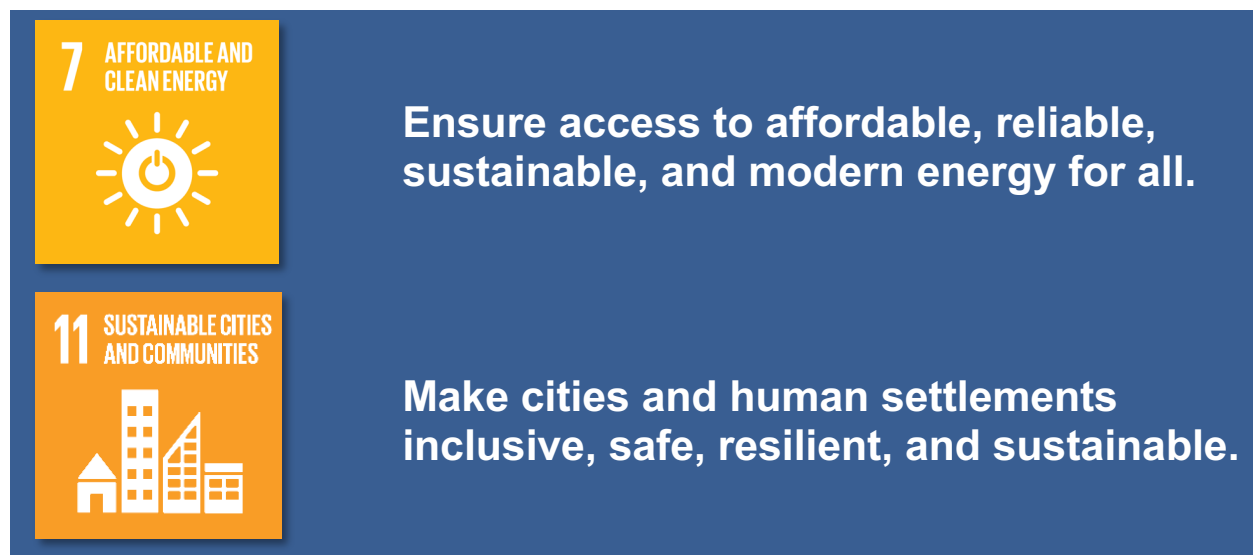 7 AFFORDABLE AND
CLEAN ENERGY
Ensure access to affordable, reliable,
sustainable, and modern energy for all.
11 SUSTAINABLE CITIES
AND COMMUNITIES
Make cities and human settlements
inclusive, safe, resilient, and sustainable.